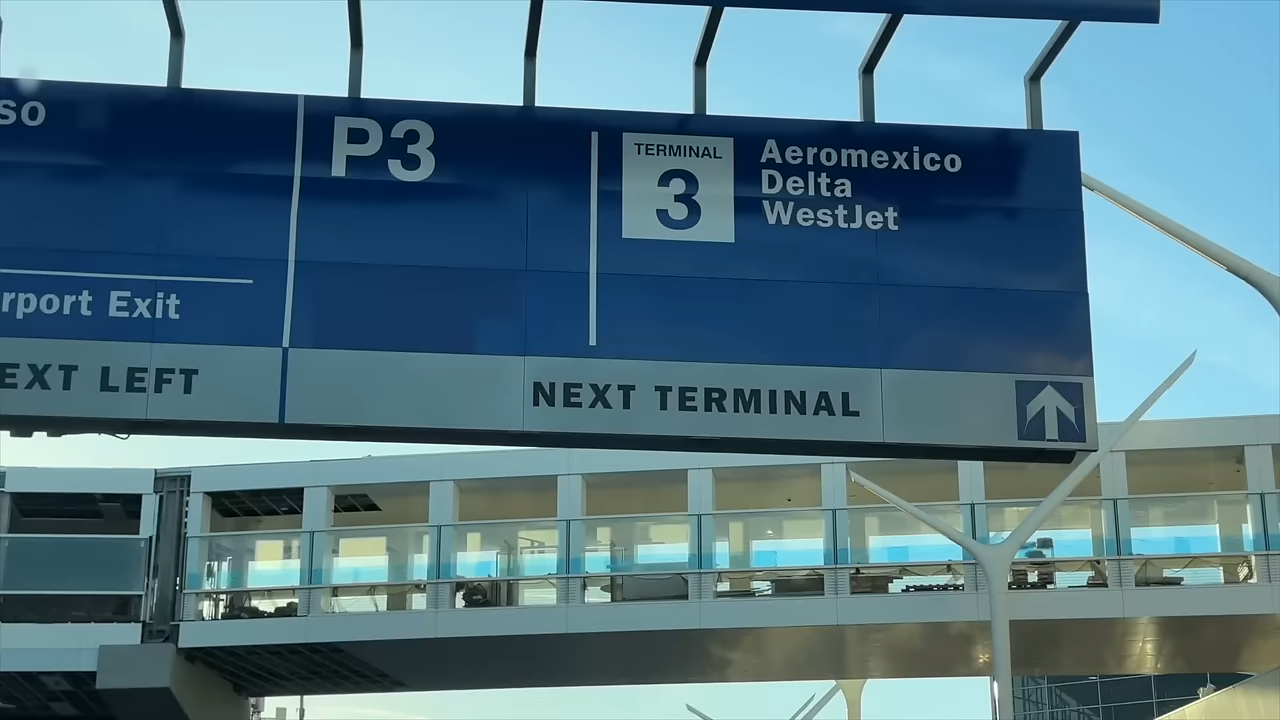 so
P3
TERMINAL
3
Aeromexico
Delta
WestJet
rport Exit
EXT LEFT
NEXT TERMINAL